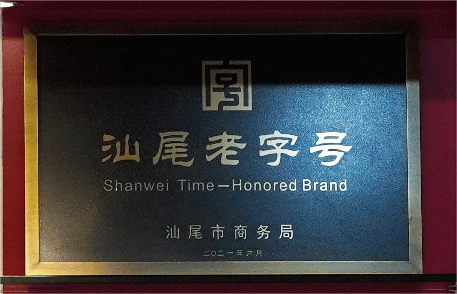 号
汕尾老字号
Shanwei Time—Honored Brand
汕尾市商务局
二〇二一年六月